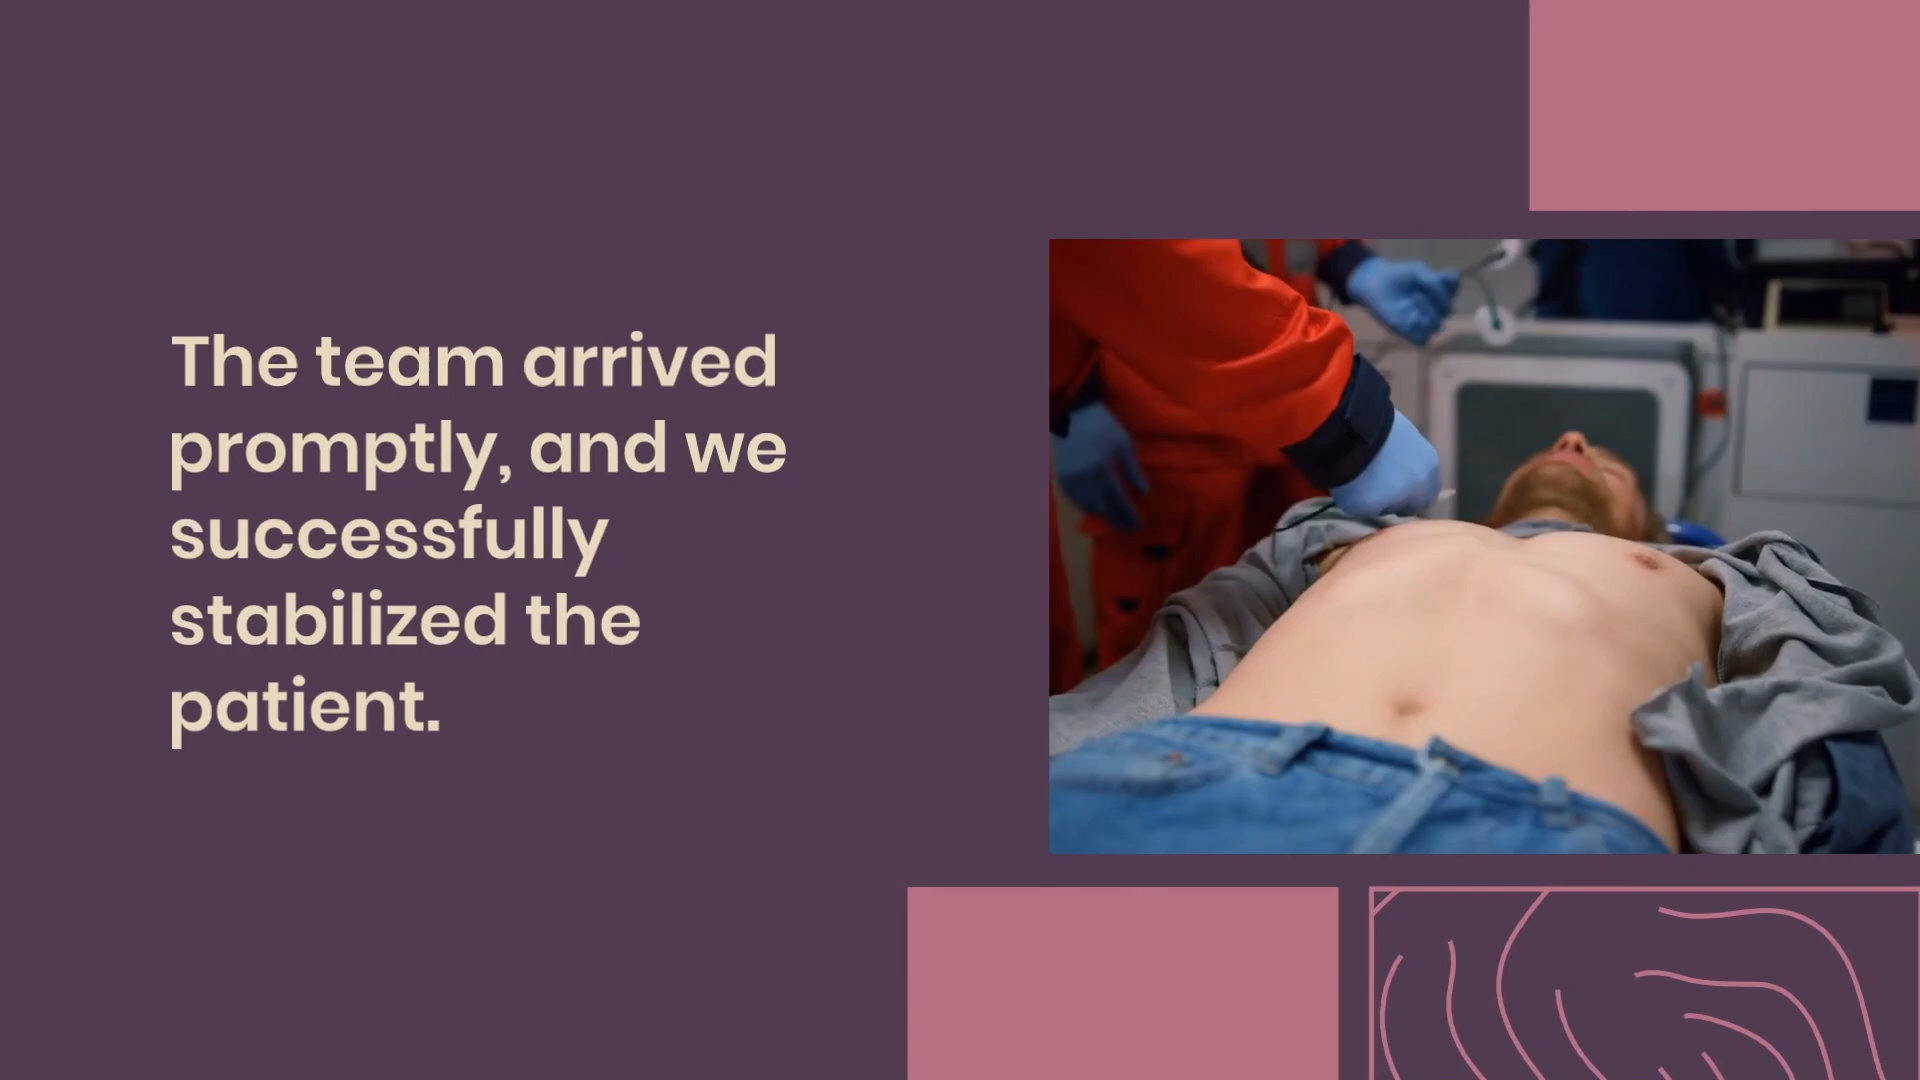 The team arrived
promptly, and we
successfully
stabilized the
patient.